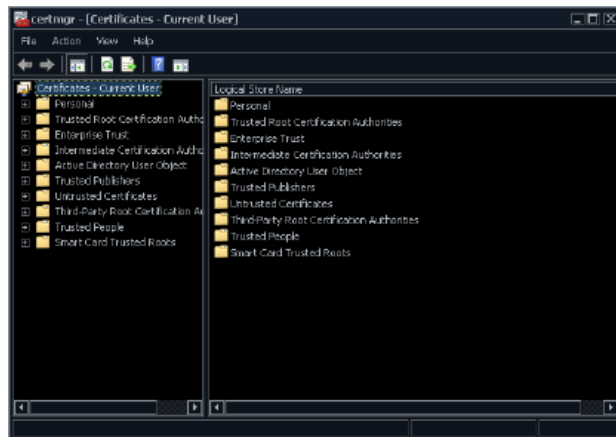 certmgr - [Certificates - Current User]
File Action View Help
Certificates - Current User
Personal
Trusted Root Certification Autho
Enterprise Trust
Intermediate Certification Autho
Active Directory User Object
Trusted Publishers
Untrusted Certificates
Third-Party Root Certification A
Trusted People
Smart Card Trusted Roots
Logical Store Name
Personal
Trusted Root Certification Authorities
Enterprise Trust
Intermediate Certification Authorities
Active Directory User Object
Trusted Publishers
Untrusted Certificates
Third-Party Root Certification Authorities
Trusted People
Smart Card Trusted Roots